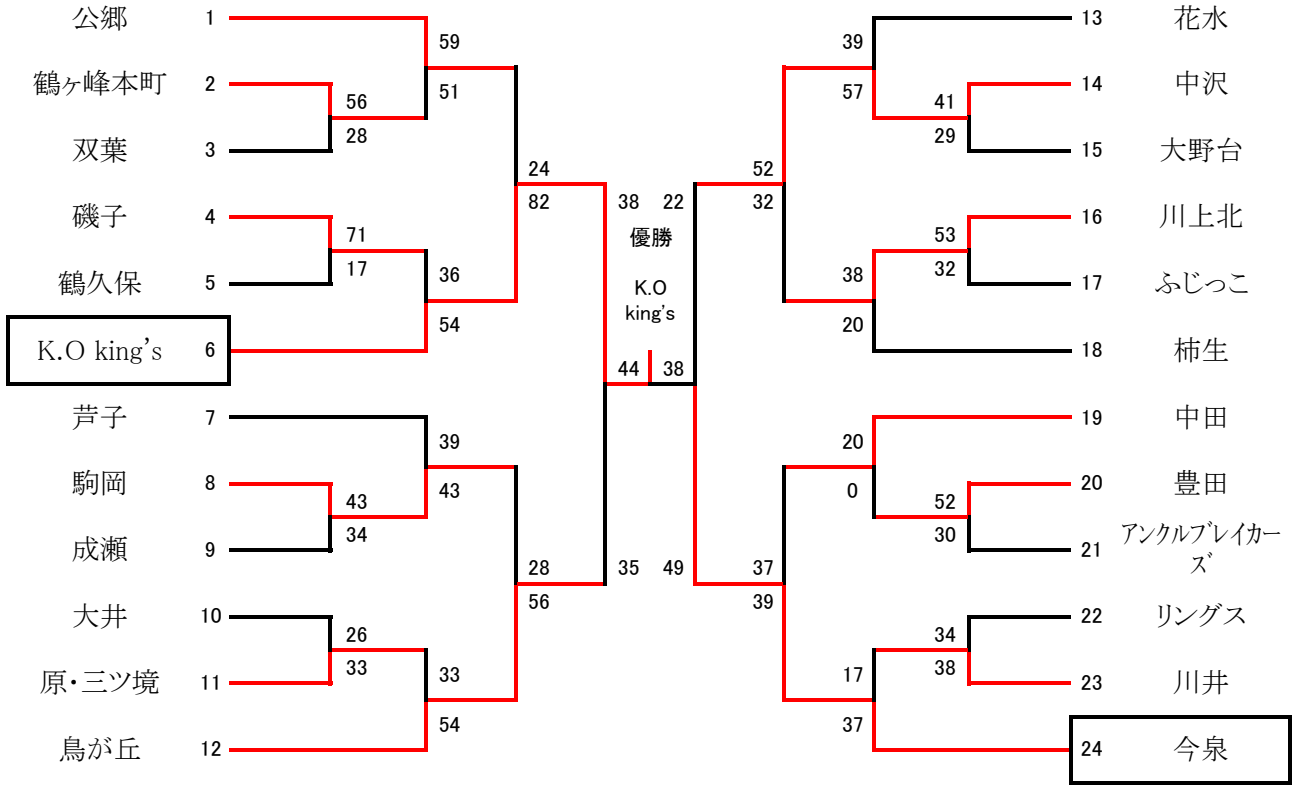 公郷 1
鶴ヶ峰本町 2
双葉 3
磯子 4
鶴久保 5
K.O king's 6
芦子 7
駒岡 8
成瀬 9
大井 10
原・三ツ境 11
鳥が丘 12
56
28
71
17
43
34
26
33
59
51
36
54
39
43
33
54
24
82
28
56
38 22
優勝
K.O
king's
44 38
35 49
52
32
37
39
39
57
38
20
20
0
17
37
41
29
53
32
52
30
34
38
13 花水
14 中沢
15 大野台
16 川上北
17 ふじっこ
18 柿生
19 中田
20 豊田
21 アンクルブレイカー
ズ
22 リングス
23 川井
24 今泉